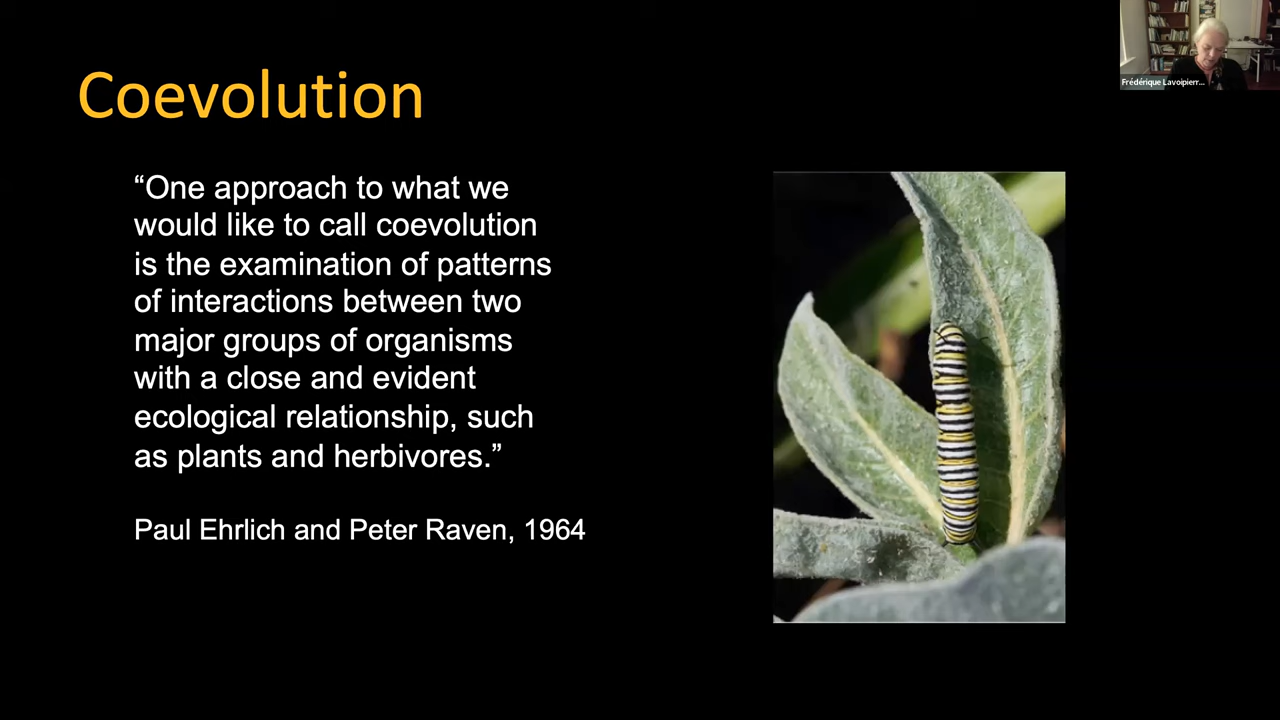 Coevolution
“One approach to what we
would like to call coevolution
is the examination of patterns
of interactions between two
major groups of organisms
with a close and evident
ecological relationship, such
as plants and herbivores.”
Paul Ehrlich and Peter Raven, 1964
Frédérique Lavoipierr...